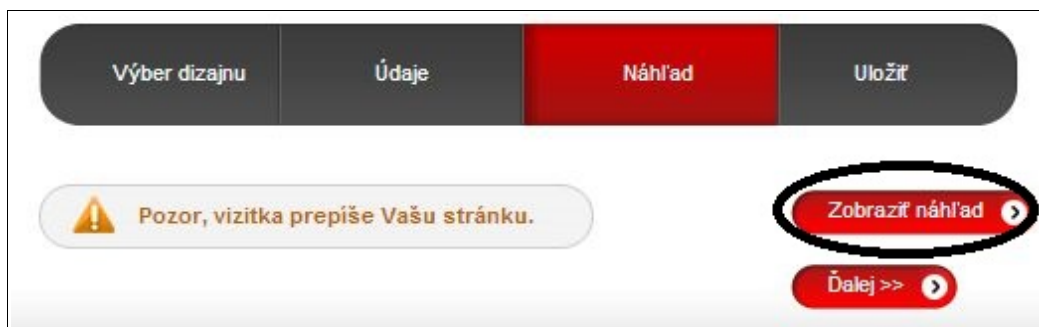 Výber dizajnu Údaje Náhľad Uložiť
Pozor, vizitka prepíše Vašu stránku. Zobraziť náhľad
Ďalej >>